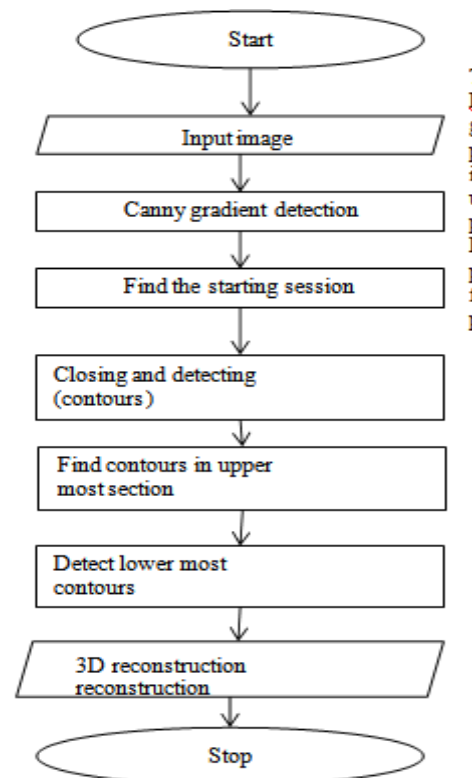 Start
Input image
Canny gradient detection
Find the starting session
Closing and detecting
(contours)
Find contours in upper
most section
Detect lower most
contours
3D reconstruction
reconstruction
Stop